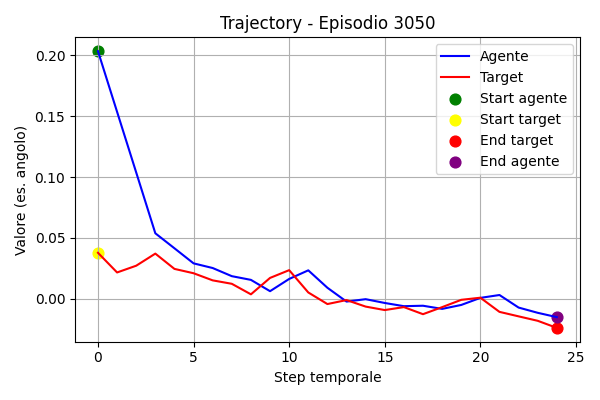 Trajectory - Episodio 3050
Valore (es. angolo)
0.20
0.15
0.10
0.05
0.00
Agente
Target
Start agente
Start target
End target
End agente
0 5 10 15 20 25
Step temporale